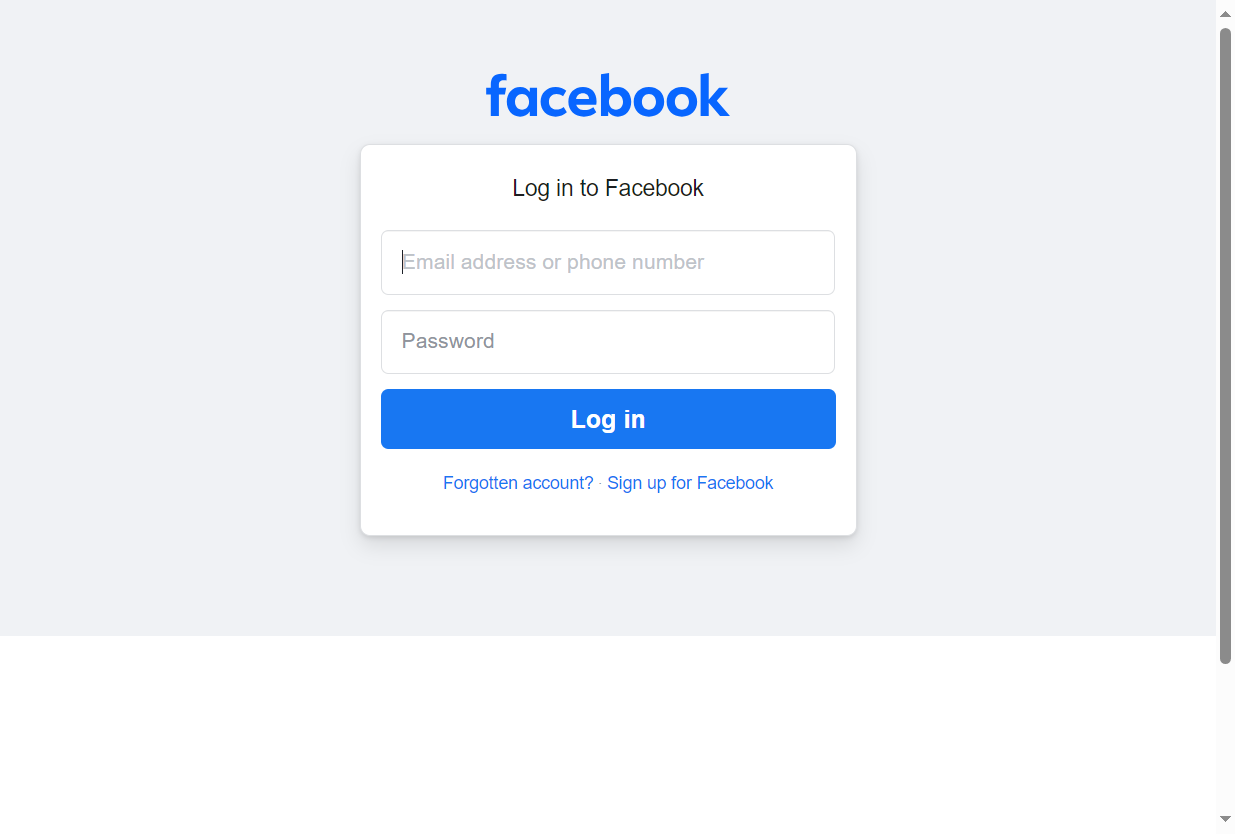 facebook
Log in to Facebook
Email address or phone number
Password
Log in
Forgotten account? · Sign up for Facebook